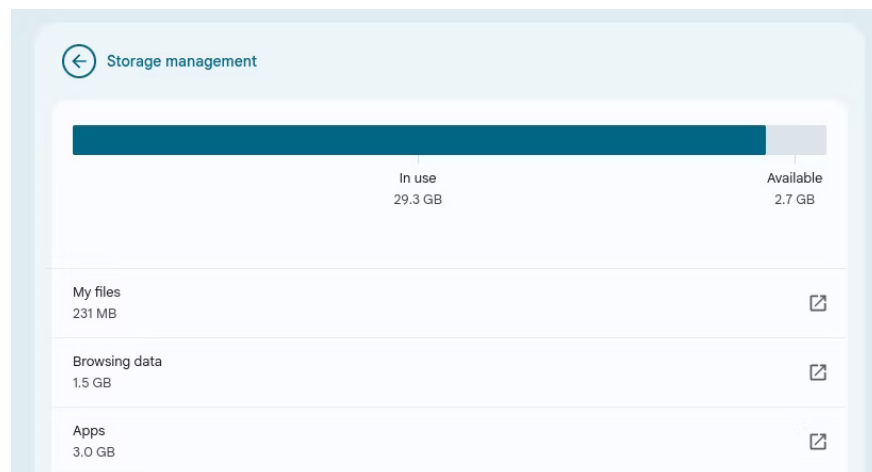 Storage management
In use
29.3 GB
Available
2.7 GB
My files
231 MB
Browsing data
1.5 GB
Apps
3.0 GB